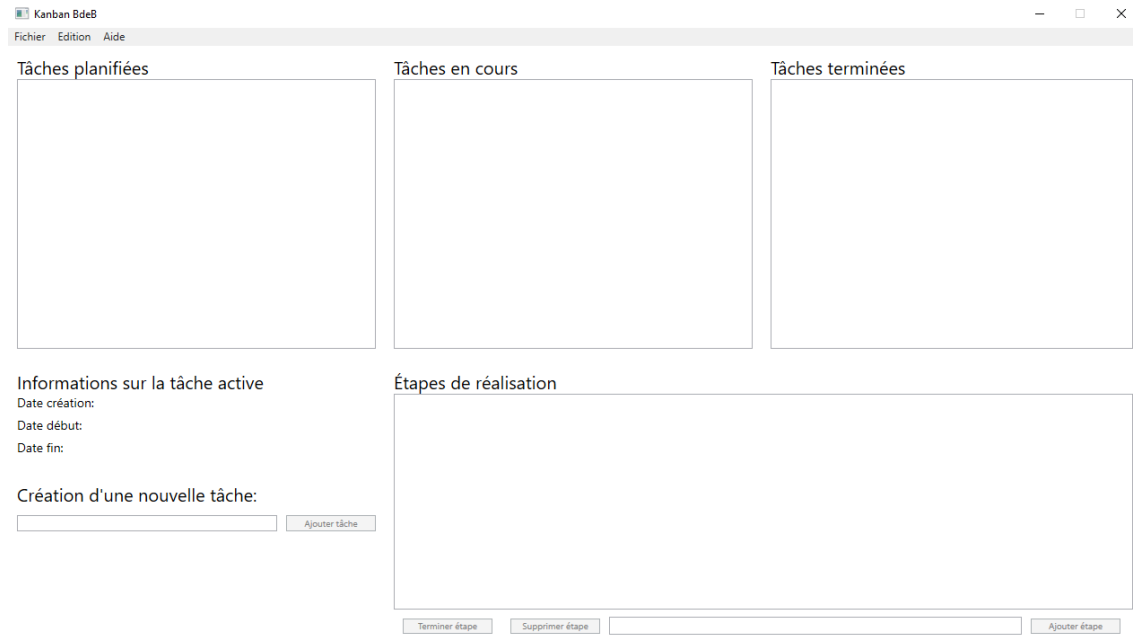 Kanban BdeB
Fichier Edition Aide
Tâches planifiées
Tâches en cours
Tâches terminées
Informations sur la tâche active
Date création:
Date début:
Date fin:
Création d'une nouvelle tâche:
Ajouter tâche
Étapes de réalisation
Terminer étape
Supprimer étape
Ajouter étape